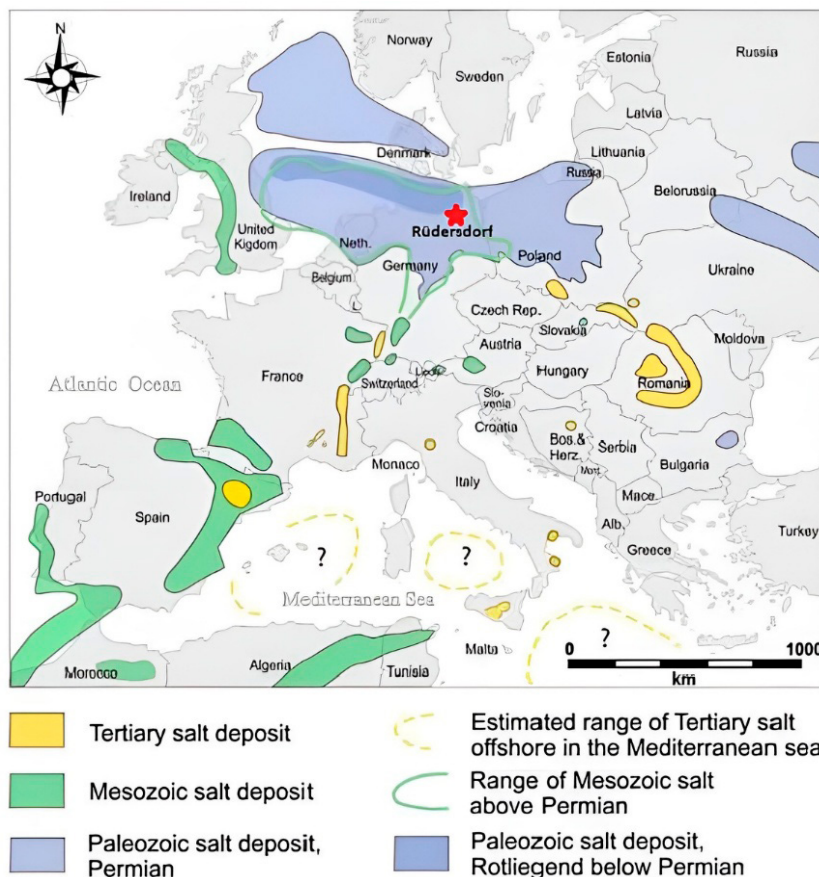 N
Norway
Sweden
Estonia
Russia
Latvia
Lithuania
Denmark
Russia
Belorussia
Ireland
United
Kigdom
Rüdersdorf
Neth.
Germany
Poland
Belgium
L.
Ukraine
Czech Rep.
Slovakia
Moldova
Austria
France
Switzerland
Hungary
Romania
Atlantic Ocean
Slo-
venia
Croatia
Bos.&
Herz.
Serbia
Monaco
Italy
Bulgaria
Portugal
Spain
Mace.
Alb.
Greece
Turkey
?
?
Mediterranean Sea
Malta
?
0
1000
km
Morocco
Algeria
Tunisia
Tertiary salt deposit
Estimated range of Tertiary salt
offshore in the Mediterranean sea
Mesozoic salt deposit
Range of Mesozoic salt
above Permian
Paleozoic salt deposit,
Permian
Paleozoic salt deposit,
Rotliegend below Permian